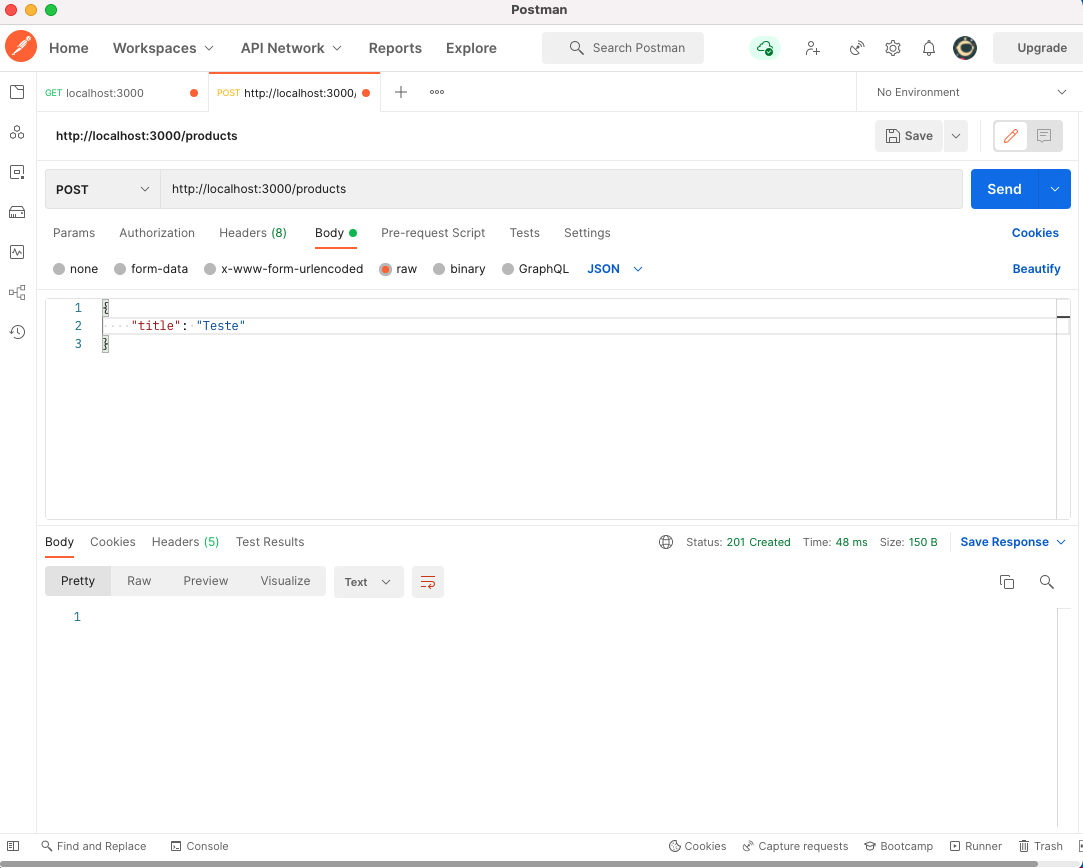 Postman
Home Workspaces API Network Reports Explore Search Postman Upgrade
GET localhost:3000 POST http://localhost:3000/ No Environment
http://localhost:3000/products Save
POST http://localhost:3000/products Send
Params Authorization Headers (8) Body Pre-request Script Tests Settings Cookies
none form-data x-www-form-urlencoded raw binary GraphQL JSON Beautify
1 {
2 "title": "Teste"
3 }
Body Cookies Headers (5) Test Results Status: 201 Created Time: 48 ms Size: 150 B Save Response
Pretty Raw Preview Visualize Text
1
Find and Replace Console Cookies Capture requests Bootcamp Runner Trash